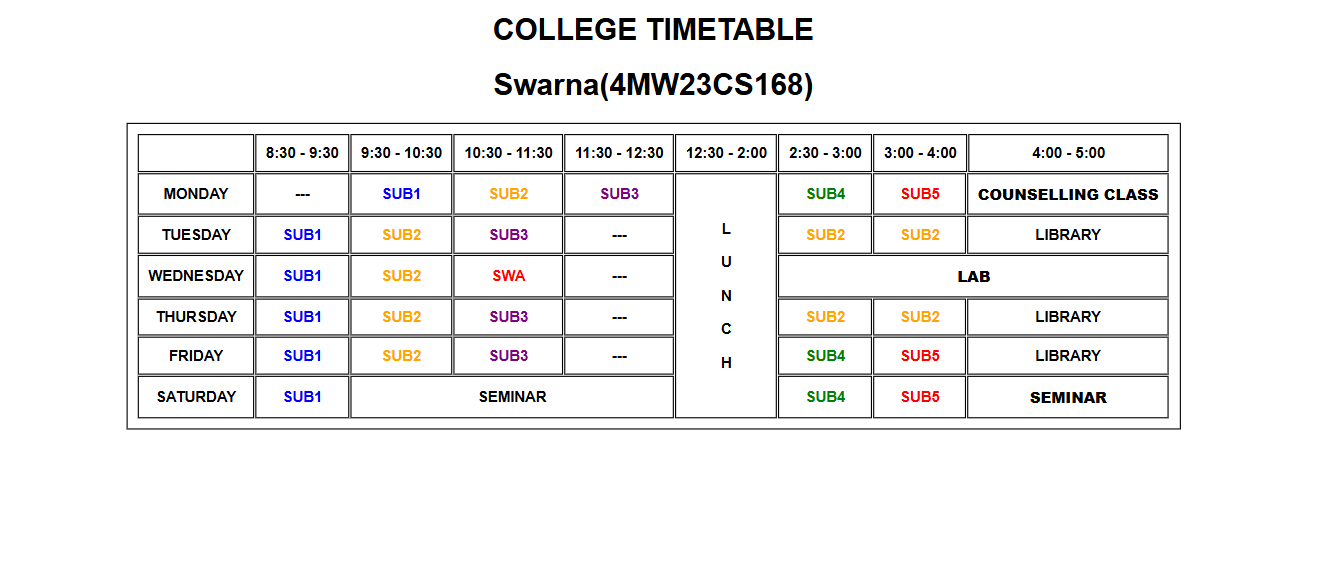 COLLEGE TIMETABLE
Swarna(4MW23CS168)
8:30 - 9:30 9:30 - 10:30 10:30 - 11:30 11:30 - 12:30 12:30 - 2:00 2:30 - 3:00 3:00 - 4:00 4:00 - 5:00
MONDAY --- SUB1 SUB2 SUB3 SUB4 SUB5 COUNSELLING CLASS
TUESDAY SUB1 SUB2 SUB3 --- SUB2 SUB2 LIBRARY
WEDNESDAY SUB1 SUB2 SWA --- LAB
THURSDAY SUB1 SUB2 SUB3 --- SUB2 SUB2 LIBRARY
FRIDAY SUB1 SUB2 SUB3 --- SUB4 SUB5 LIBRARY
SATURDAY SUB1 SEMINAR SUB4 SUB5 SEMINAR
L
U
N
C
H